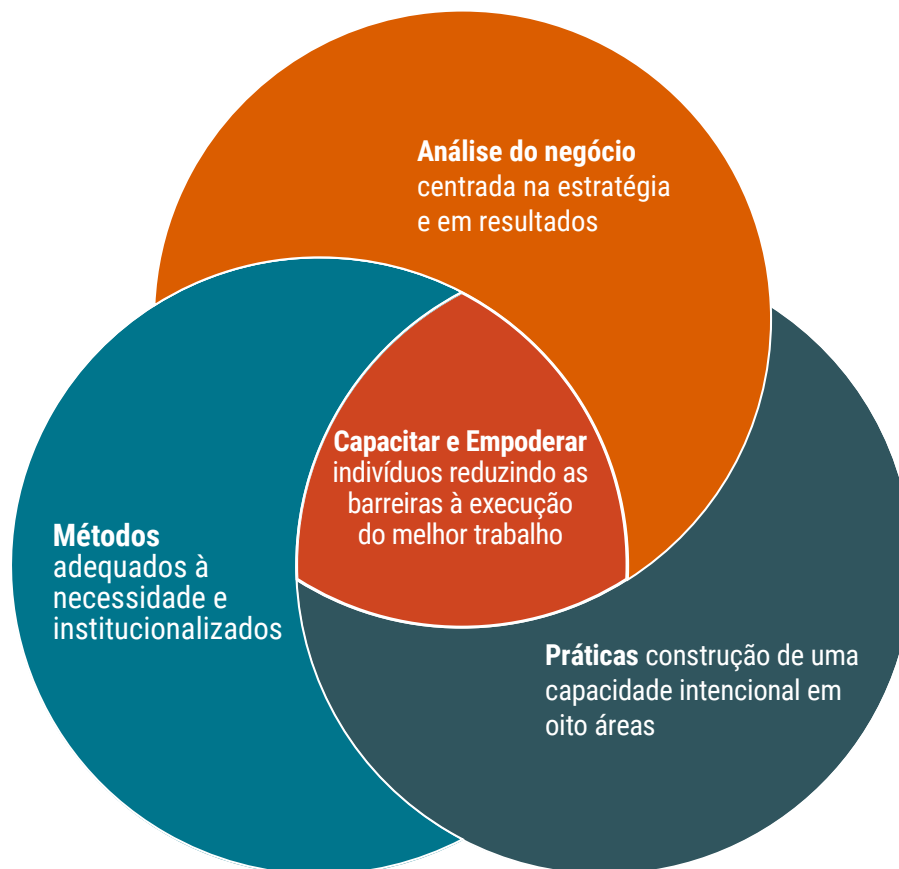 Análise do negócio
centrada na estratégia
e em resultados
Capacitar e Empoderar
indivíduos reduzindo as
barreiras à execução
do melhor trabalho
Métodos
adequados à
necessidade e
institucionalizados
Práticas construção de uma
capacidade intencional em
oito áreas